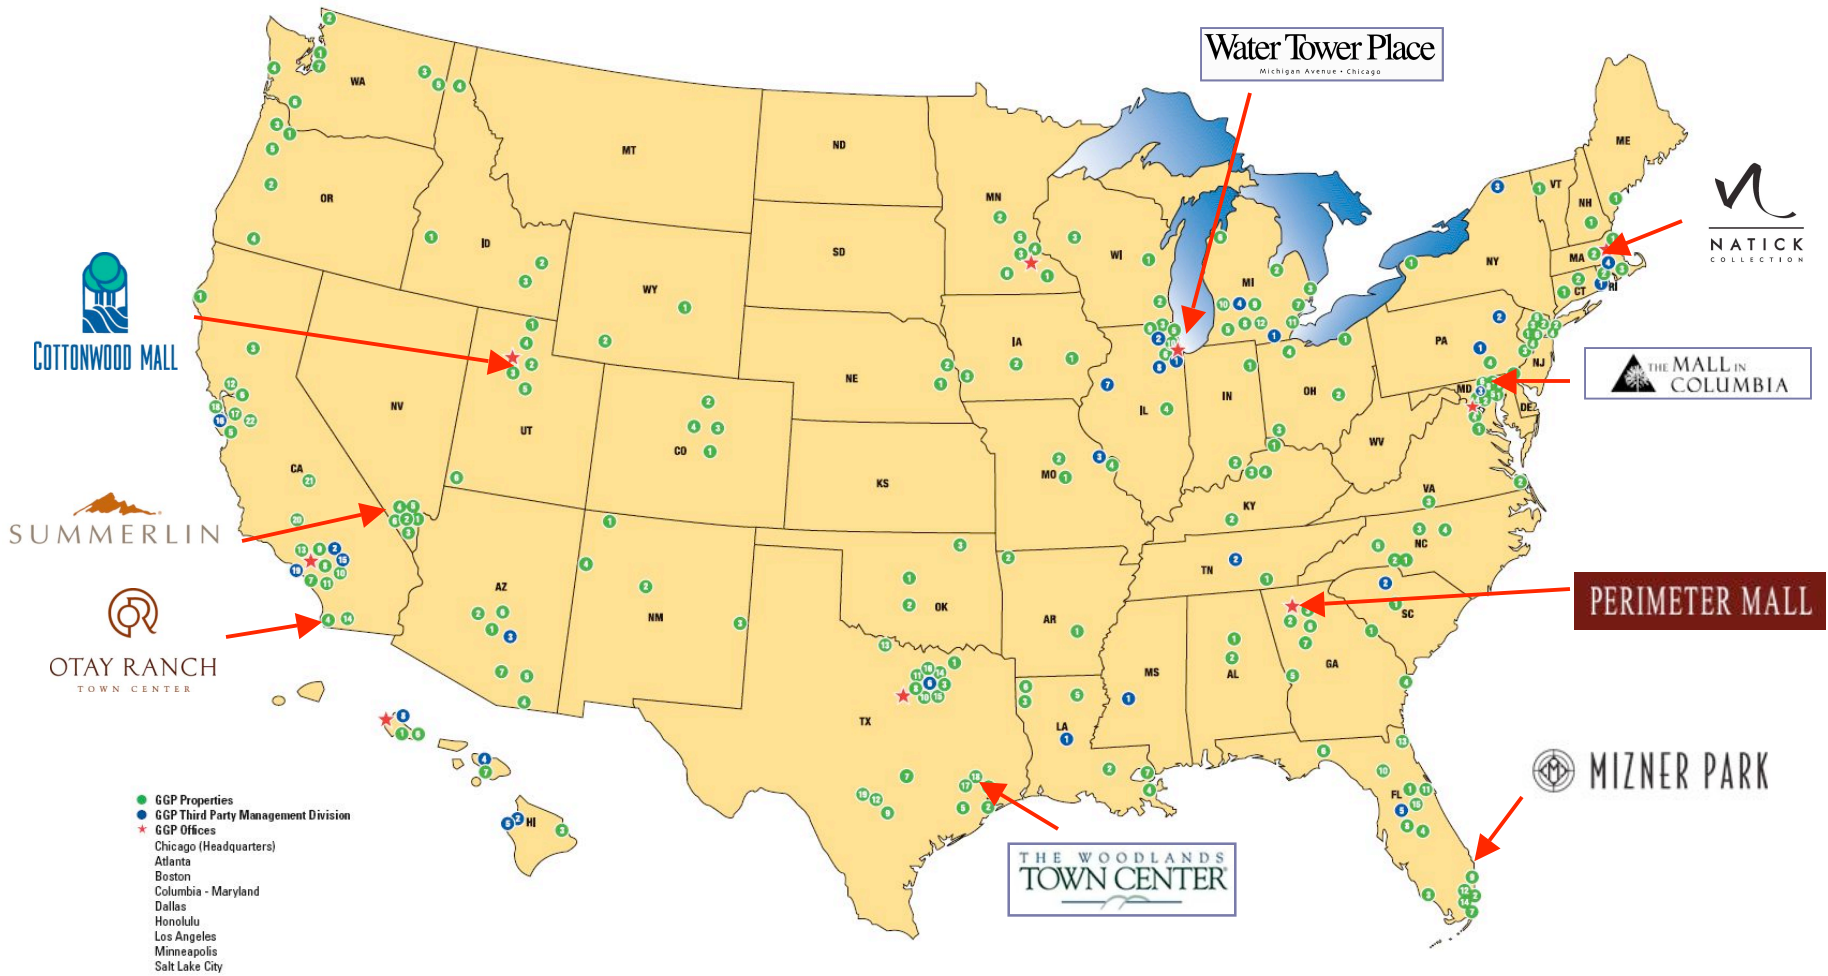 Water Tower Place
Michigan Avenue • Chicago
NATICK
COLLECTION
COTTONWOOD MALL
THE MALL IN
COLUMBIA
SUMMERLIN
PERIMETER MALL
OTAY RANCH
TOWN CENTER
MIZNER PARK
THE WOODLANDS
TOWN CENTER
WA
MT
ND
ME
OR
ID
MN
VT
NH
SD
WI
WY
MI
NY
MA
CT
RI
IA
PA
NJ
NE
NV
UT
CO
IL
IN
OH
MD
DE
WV
CA
KS
MO
VA
KY
AZ
NM
OK
AR
TN
NC
SC
TX
LA
MS
AL
GA
FL
HI
GGP Properties
GGP Third Party Management Division
GGP Offices
Chicago (Headquarters)
Atlanta
Boston
Columbia - Maryland
Dallas
Honolulu
Los Angeles
Minneapolis
Salt Lake City